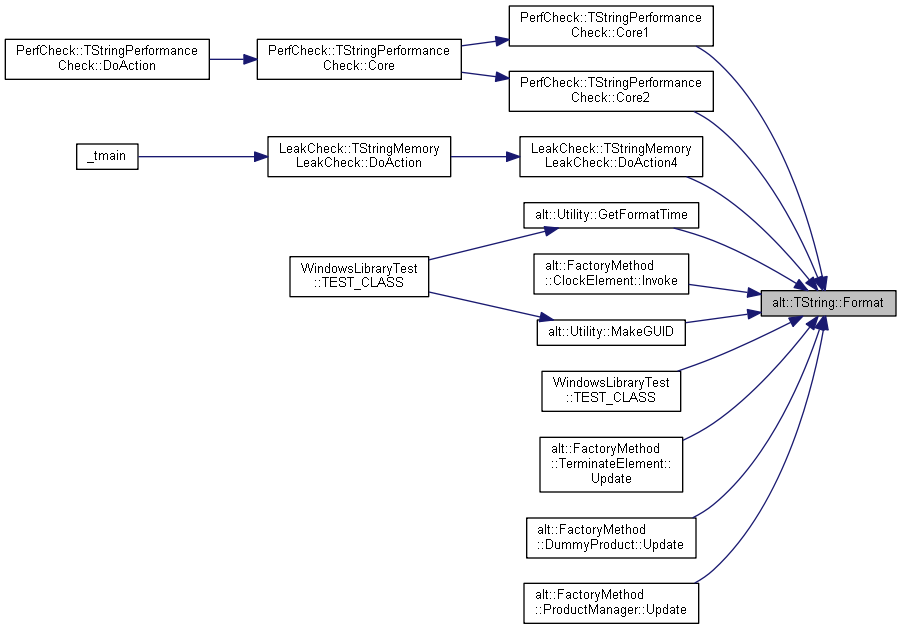 PerfCheck::TStringPerformance
Check::DoAction
PerfCheck::TStringPerformance
Check::Core
PerfCheck::TStringPerformance
Check::Core1
PerfCheck::TStringPerformance
Check::Core2
_tmain
LeakCheck::TStringMemory
LeakCheck::DoAction
LeakCheck::TStringMemory
LeakCheck::DoAction4
alt::Utility::GetFormatTime
WindowsLibraryTest
::TEST_CLASS
alt::FactoryMethod
::ClockElement::Invoke
alt::TString::Format
alt::Utility::MakeGUID
WindowsLibraryTest
::TEST_CLASS
alt::FactoryMethod
::TerminateElement::
Update
alt::FactoryMethod
::DummyProduct::Update
alt::FactoryMethod
::ProductManager::Update